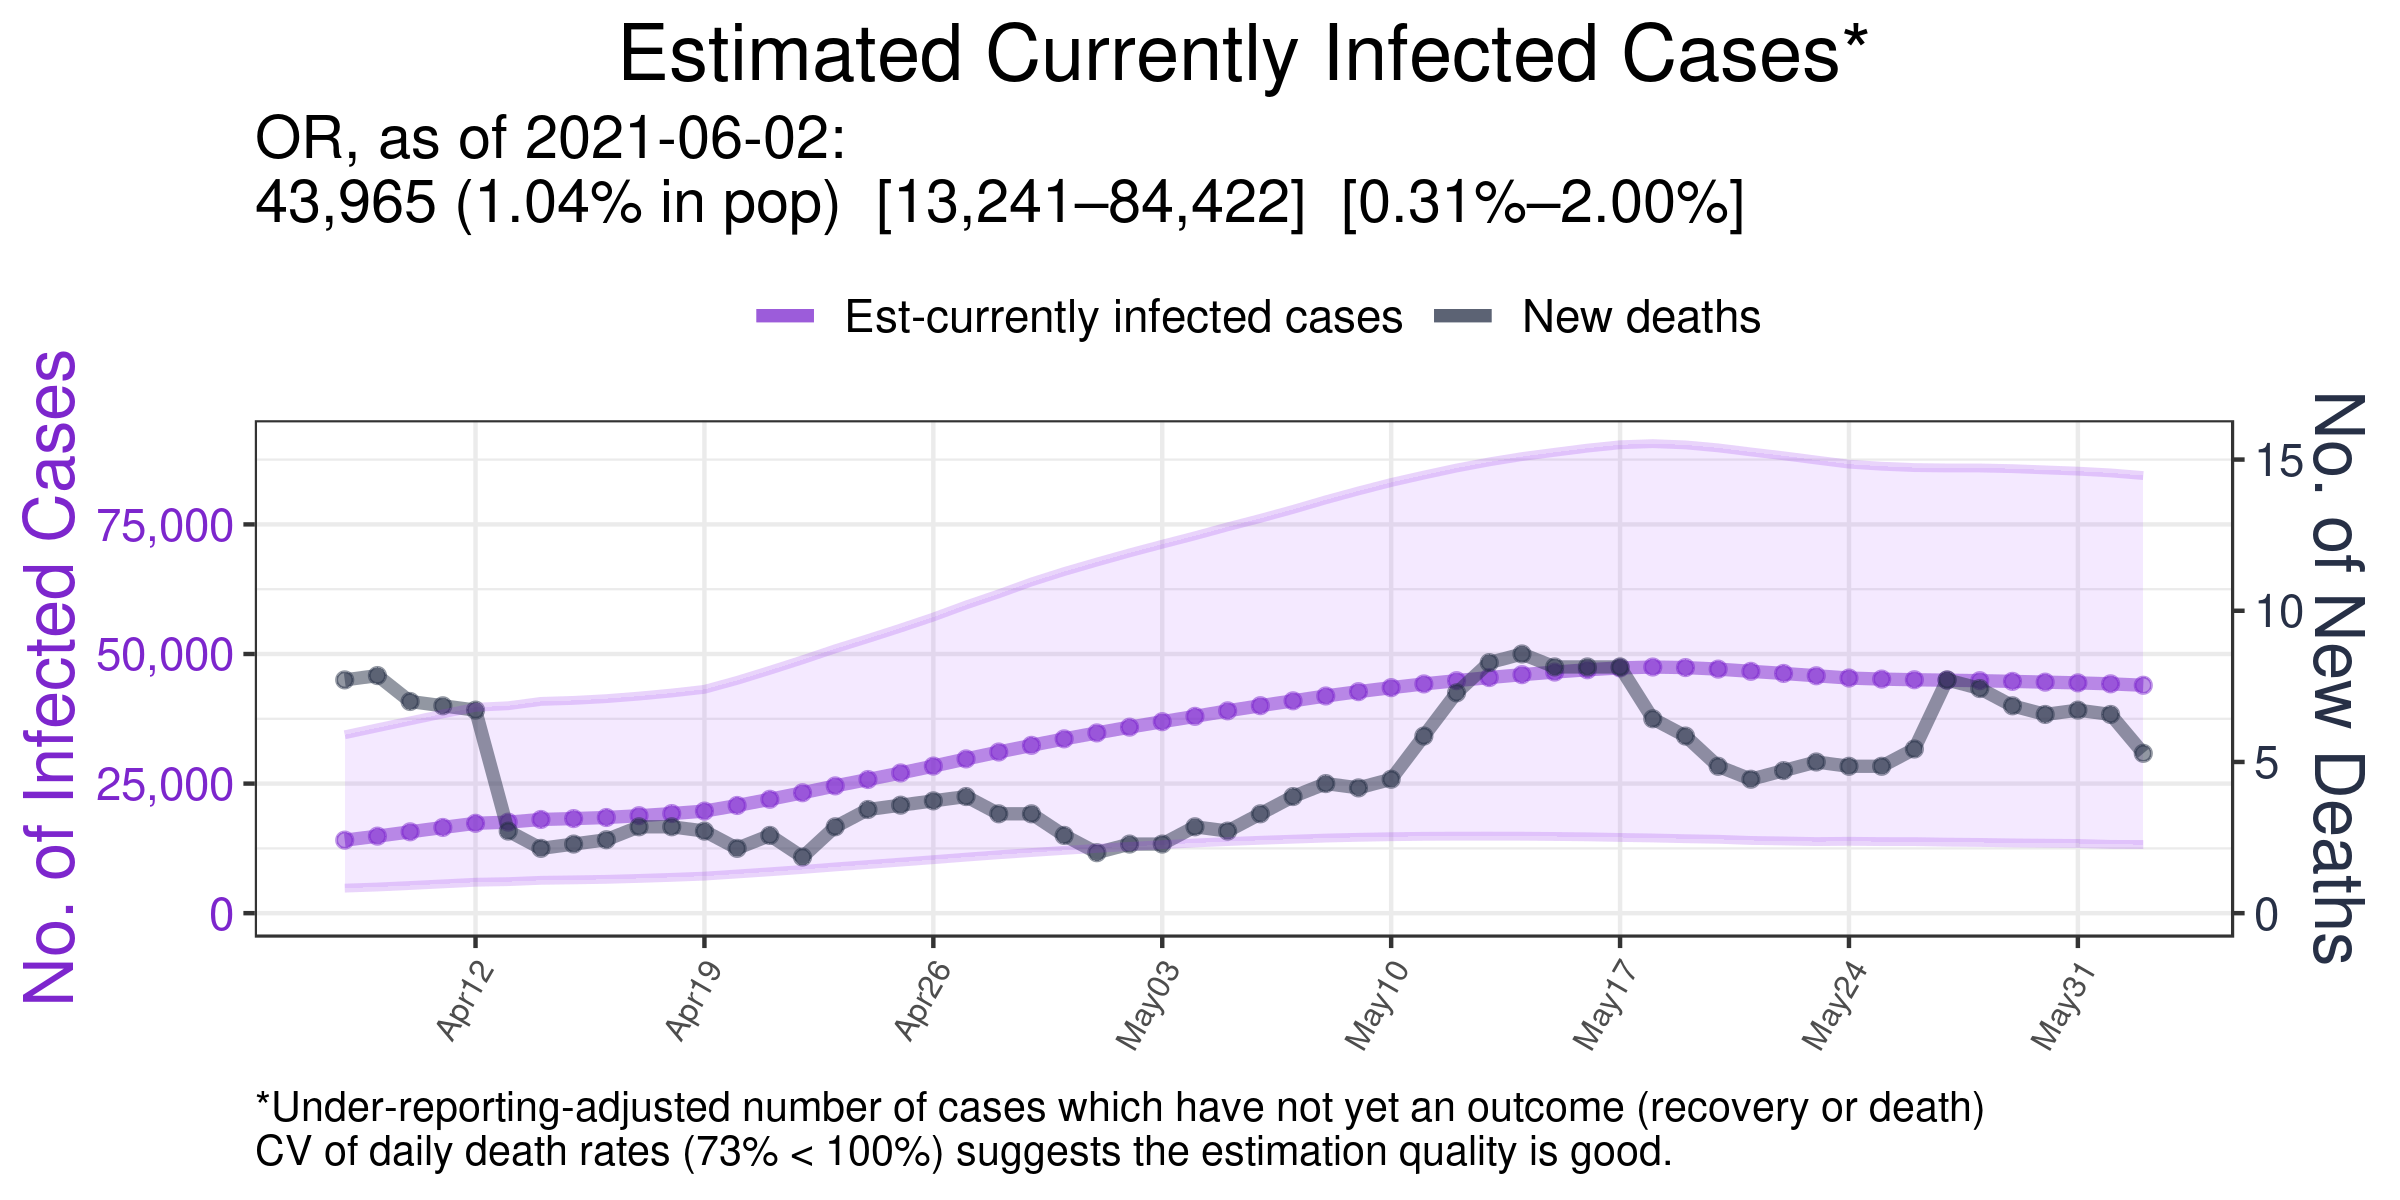 Estimated Currently Infected Cases*
OR, as of 2021-06-02:
43,965 (1.04% in pop)  [13,241–84,422]  [0.31%–2.00%]
Est-currently infected cases
New deaths
No. of Infected Cases
75,000
50,000
25,000
0
15
10
5
0
No. of New Deaths
Apr12
Apr19
Apr26
May03
May10
May17
May24
May31
*Under-reporting-adjusted number of cases which have not yet an outcome (recovery or death)
CV of daily death rates (73% < 100%) suggests the estimation quality is good.